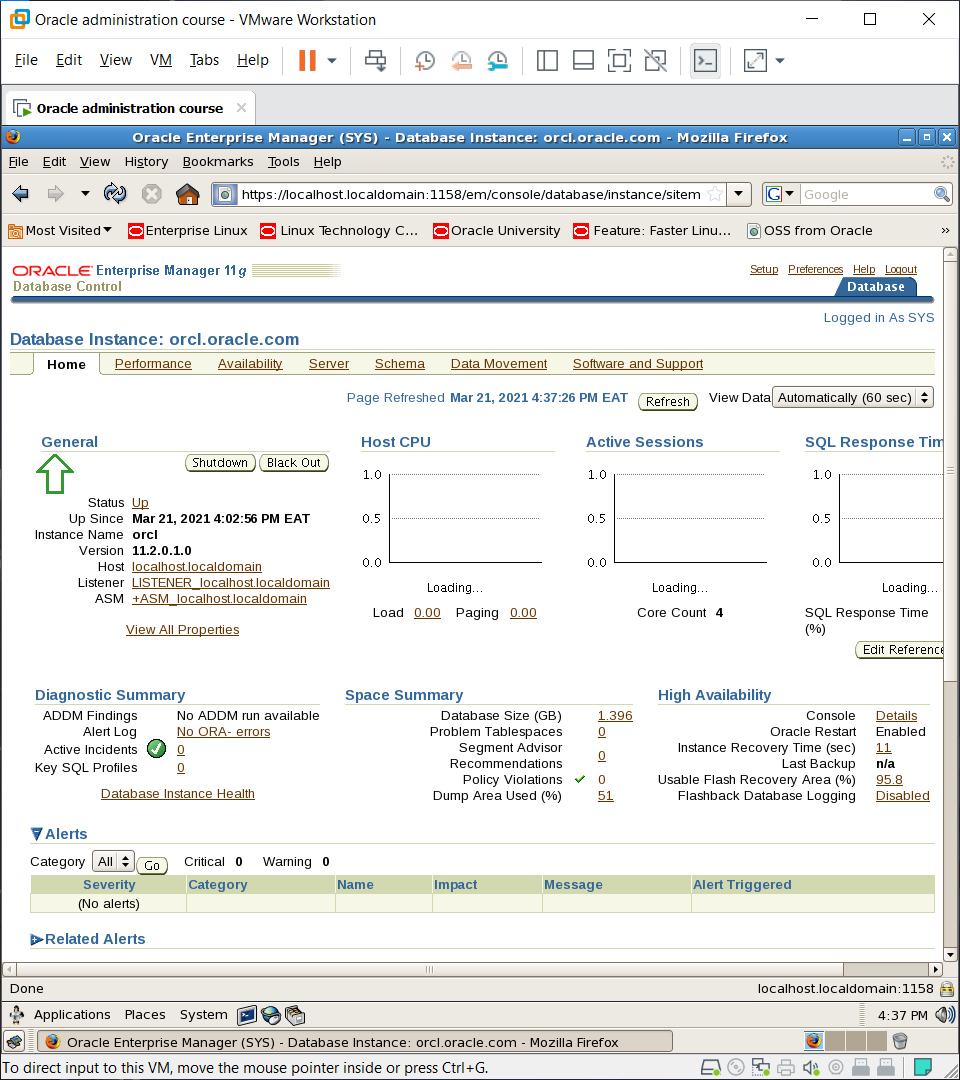 Oracle administration course - VMware Workstation
File Edit View VM Tabs Help
Oracle administration course
Oracle Enterprise Manager (SYS) - Database Instance: orcl.oracle.com - Mozilla Firefox
File Edit View History Bookmarks Tools Help
https://localhost.localdomain:1158/em/console/database/instance/sitem
G Google
Most Visited Enterprise Linux Linux Technology C... Oracle University Feature: Faster Linu... OSS from Oracle »
ORACLE Enterprise Manager 11g
Database Control
Setup Preferences Help Logout
Database
Logged in As SYS
Database Instance: orcl.oracle.com
Home Performance Availability Server Schema Data Movement Software and Support
Page Refreshed Mar 21, 2021 4:37:26 PM EAT Refresh View Data Automatically (60 sec)
General
Shutdown Black Out
Status Up
Up Since Mar 21, 2021 4:02:56 PM EAT
Instance Name orcl
Version 11.2.0.1.0
Host localhost.localdomain
Listener LISTENER_localhost.localdomain
ASM +ASM_localhost.localdomain
View All Properties
Host CPU
1.0
0.5
0.0
Loading...
Load 0.00 Paging 0.00
Active Sessions
1.0
0.5
0.0
Loading...
Core Count 4
SQL Response Tim
1.0
0.5
0.0
Loading...
SQL Response Time
(%)
Edit Reference
Diagnostic Summary
ADDM Findings No ADDM run available
Alert Log No ORA- errors
Active Incidents 0
Key SQL Profiles 0
Database Instance Health
Space Summary
Database Size (GB) 1.396
Problem Tablespaces 0
Segment Advisor
Recommendations 0
Policy Violations 0
Dump Area Used (%) 51
High Availability
Console Details
Oracle Restart Enabled
Instance Recovery Time (sec) 11
Last Backup n/a
Usable Flash Recovery Area (%) 95.8
Flashback Database Logging Disabled
Alerts
Category All Go Critical 0 Warning 0
Severity Category Name Impact Message Alert Triggered
(No alerts)
Related Alerts
Done localhost.localdomain:1158
Applications Places System 4:37 PM
Oracle Enterprise Manager (SYS) - Database Instance: orcl.oracle.com - Mozilla Firefox
To direct input to this VM, move the mouse pointer inside or press Ctrl+G.